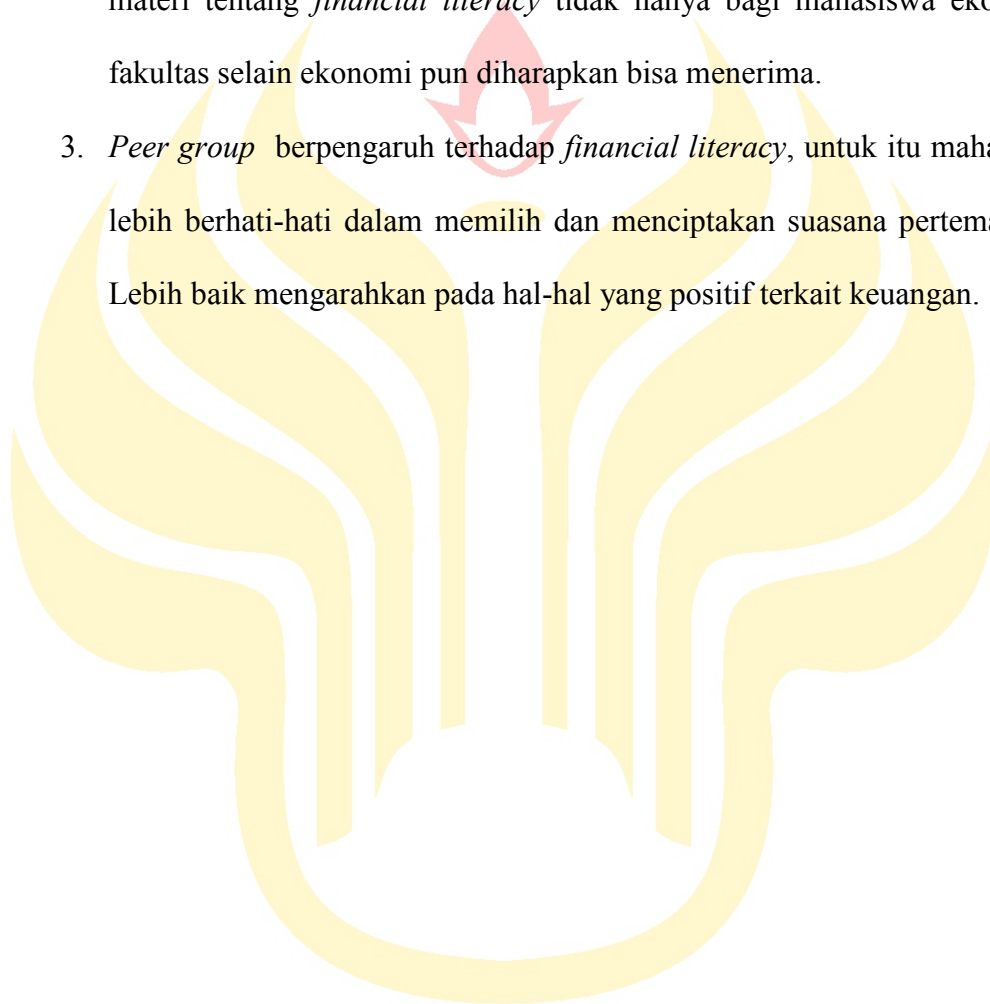 materi tentang financial literacy tidak hanya bagi mahasiswa eko
fakultas selain ekonomi pun diharapkan bisa menerima.
3. Peer group berpengaruh terhadap financial literacy, untuk itu maha
lebih berhati-hati dalam memilih dan menciptakan suasana pertema
Lebih baik mengarahkan pada hal-hal yang positif terkait keuangan.